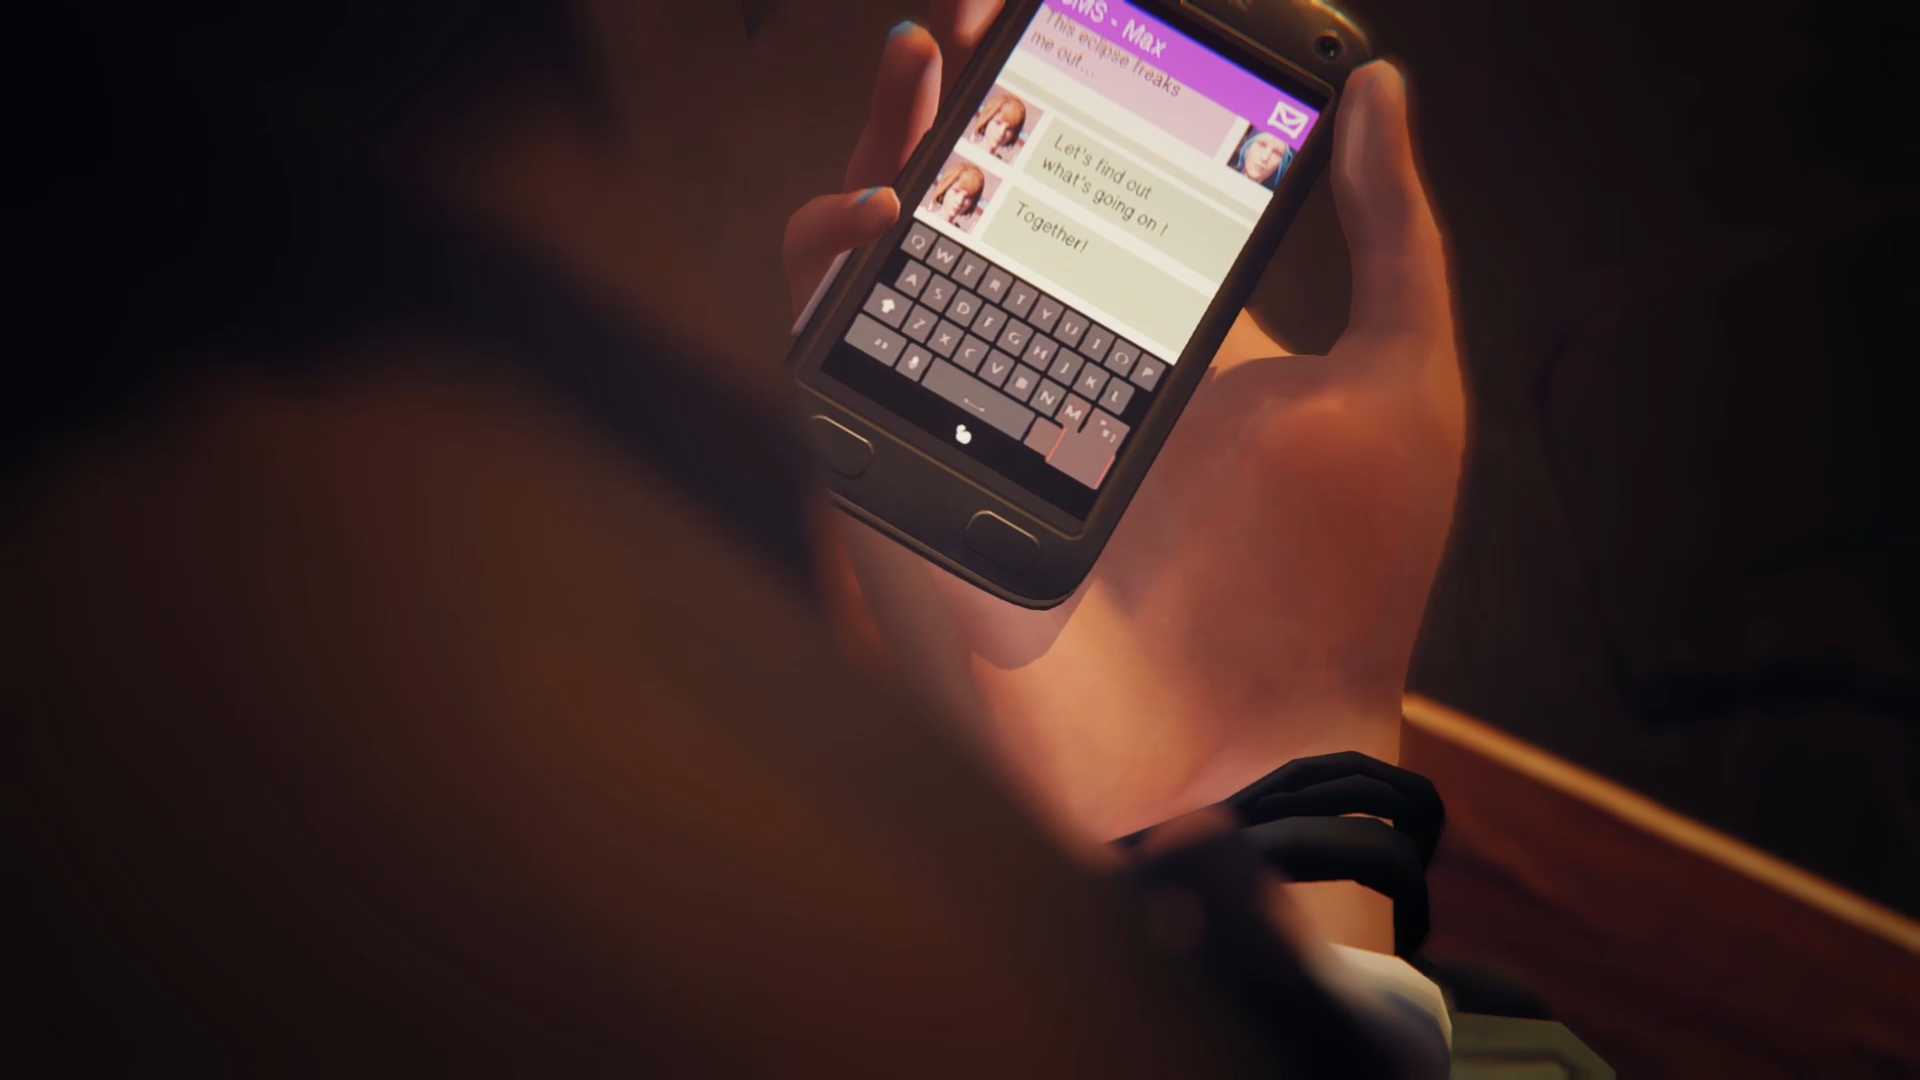 SMS - Max
This eclipse freaks
me out...
Let's find out
what's going on !
Together!
Q W E R T Y U I O P
A S D F G H J K L
Z X C V B N M